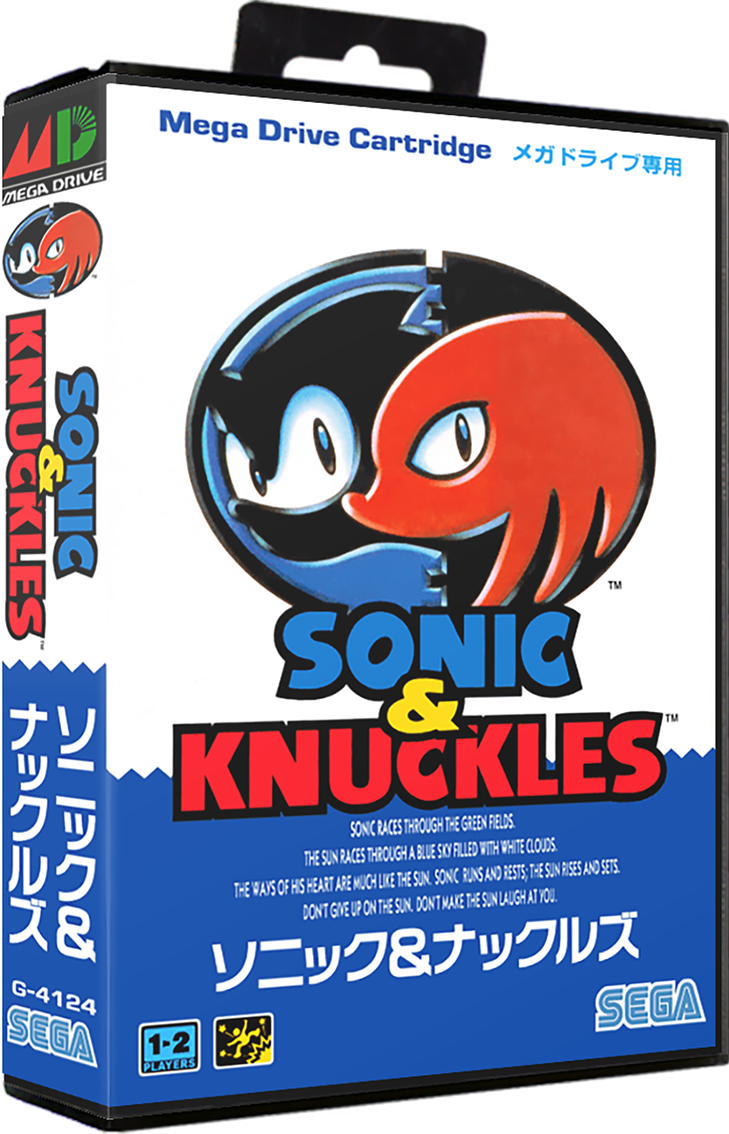 Mega Drive Cartridge メガドライブ専用
TM
SONIC
&
KNUCKLES™
SONIC RACES THROUGH THE GREEN FIELDS.
THE SUN RACES THROUGH A BLUE SKY FILLED WITH WHITE CLOUDS.
THE WAYS OF HIS HEART ARE MUCH LIKE THE SUN. SONIC RUNS AND RESTS; THE SUN RISES AND SETS.
DON'T GIVE UP ON THE SUN. DON'T MAKE THE SUN LAUGH AT YOU.
ソニック&ナックルズ
SEGA
1-2
PLAYERS
MD
MEGA DRIVE
SONIC
&
KNUCKLES™
ソニック&
ナックルズ
G-4124
SEGA